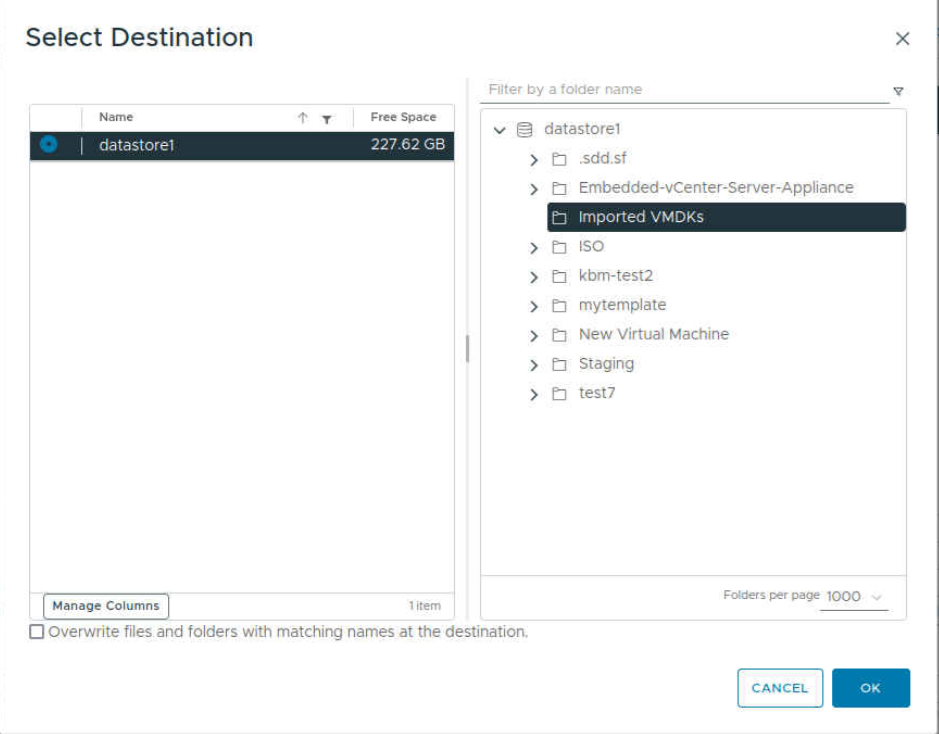 Select Destination
Name
Free Space
datastore1
227.62 GB
Manage Columns
1 item
Filter by a folder name
datastore1
.sdd.sf
Embedded-vCenter-Server-Appliance
Imported VMDKs
ISO
kbm-test2
mytemplate
New Virtual Machine
Staging
test7
Folders per page 1000
Overwrite files and folders with matching names at the destination.
CANCEL
OK